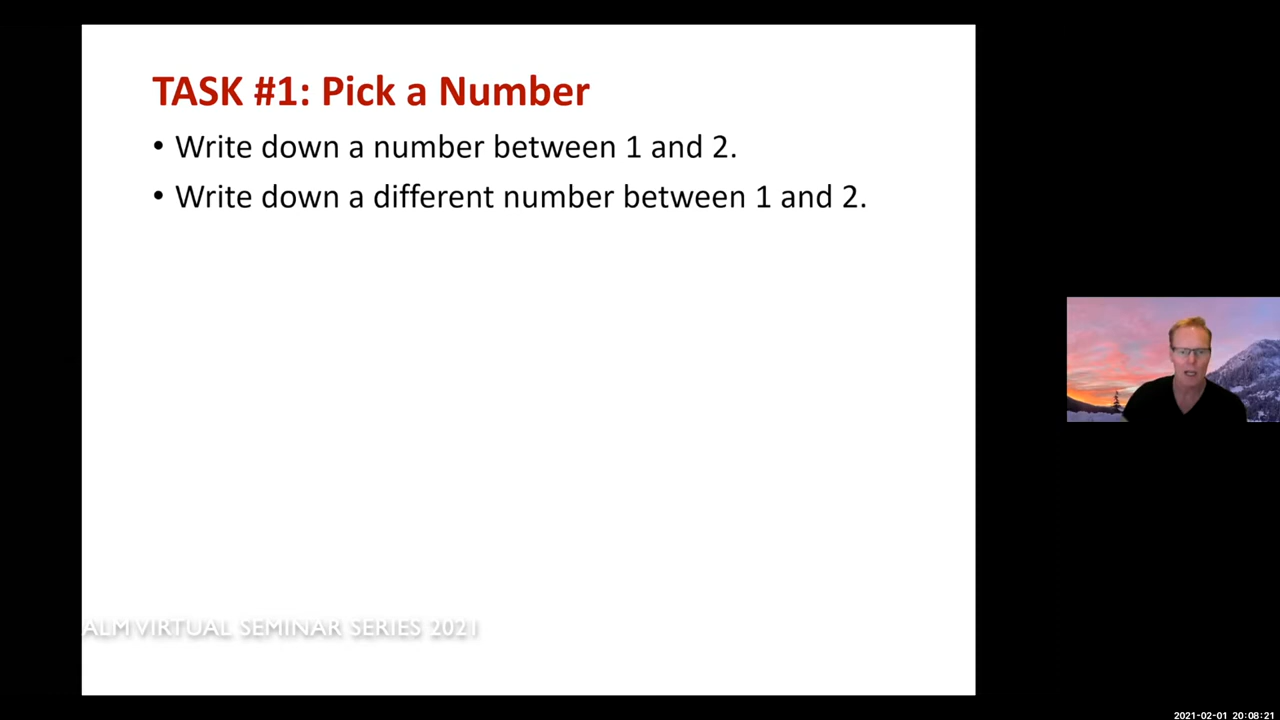 TASK #1: Pick a Number
• Write down a number between 1 and 2.
• Write down a different number between 1 and 2.
ALM VIRTUAL SEMINAR SERIES 2021
2021-02-01 20:08:21